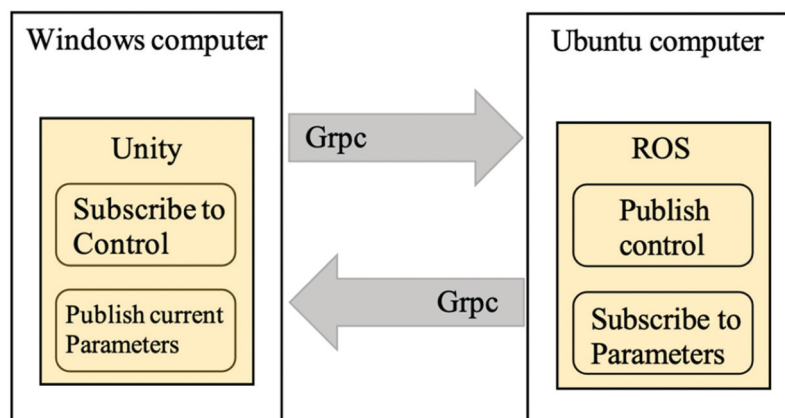 Windows computer
Unity
Subscribe to
Control
Publish current
Parameters
Grpc
Grpc
Ubuntu computer
ROS
Publish
control
Subscribe to
Parameters